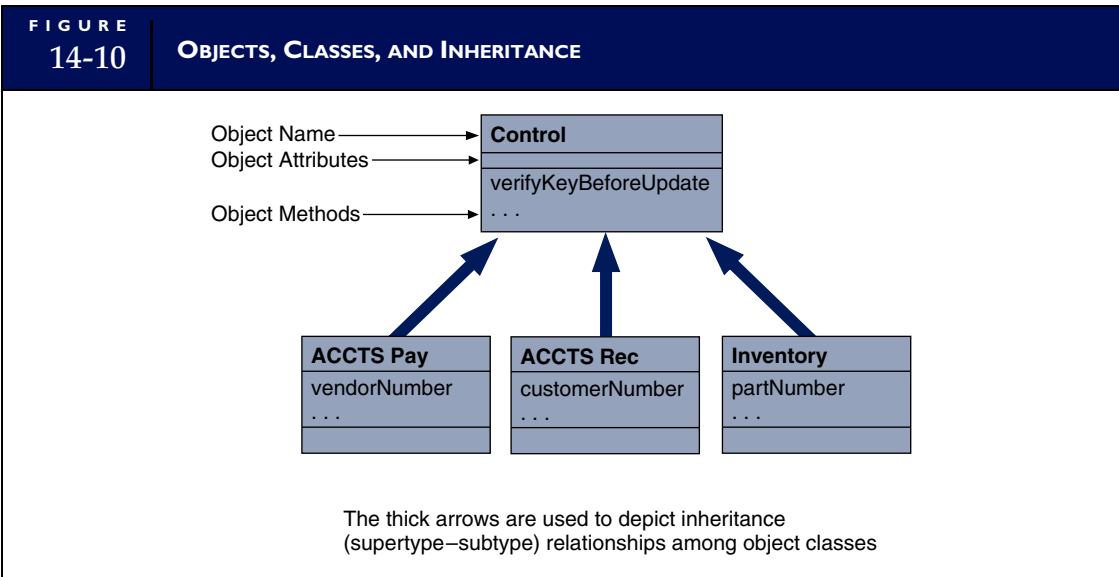 FIGURE
14-10
OBJECTS, CLASSES, AND INHERITANCE
Object Name
Object Attributes
Object Methods
Control
verifyKeyBeforeUpdate
. . .
ACCTS Pay
vendorNumber
. . .
ACCTS Rec
customerNumber
. . .
Inventory
partNumber
. . .
The thick arrows are used to depict inheritance
(supertype–subtype) relationships among object classes